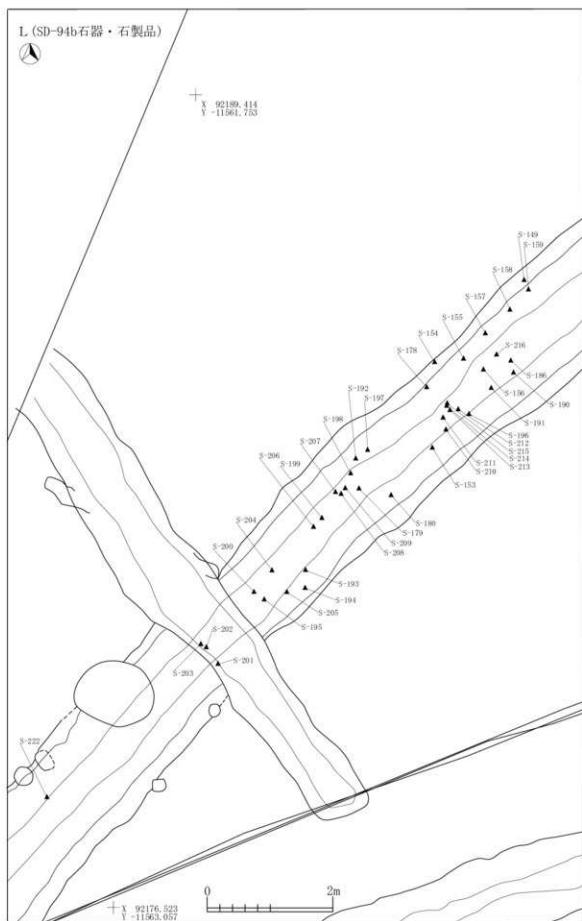 L (SD-94b石器・石製品)
X 92189,414
Y -11561,753
S-149
S-159
S-158
S-157
S-155
S-154
S-178
S-216
S-186
S-190
S-156
S-191
S-192
S-197
S-198
S-207
S-206
S-199
S-196
S-212
S-215
S-214
S-213
S-211
S-210
S-153
S-180
S-179
S-209
S-208
S-204
S-200
S-193
S-194
S-205
S-195
S-202
S-201
S-203
S-222
0 2m
X 92176,523
Y -11563,057